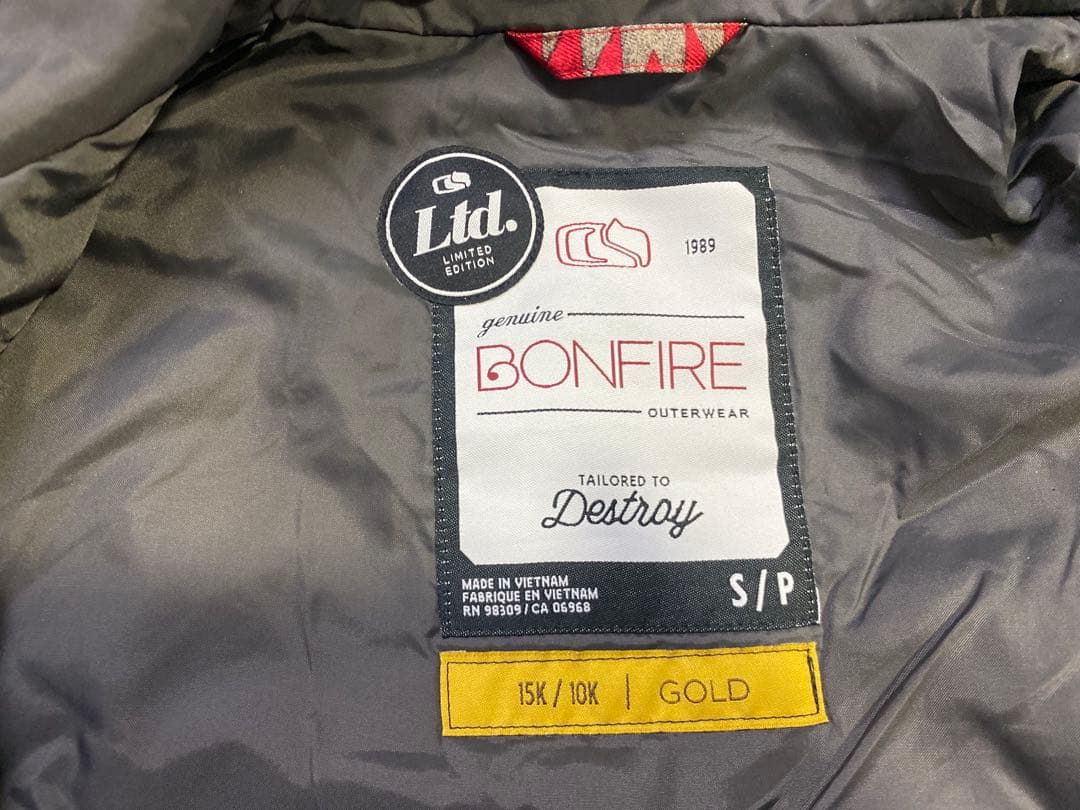 Ltd.
LIMITED
EDITION
1989
genuine
BONFIRE
OUTERWEAR
TAILORED TO
Destroy
MADE IN VIETNAM
FABRIQUE EN VIETNAM
RN 98309 / CA 06968
S / P
15K / 10K | GOLD